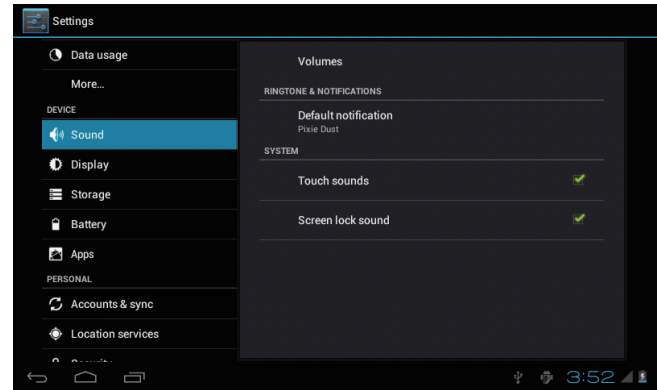 Settings
Data usage
More...
DEVICE
Sound
Display
Storage
Battery
Apps
PERSONAL
Accounts & sync
Location services
Volumes
RINGTONE & NOTIFICATIONS
Default notification
Pixie Dust
SYSTEM
Touch sounds
Screen lock sound
3:52